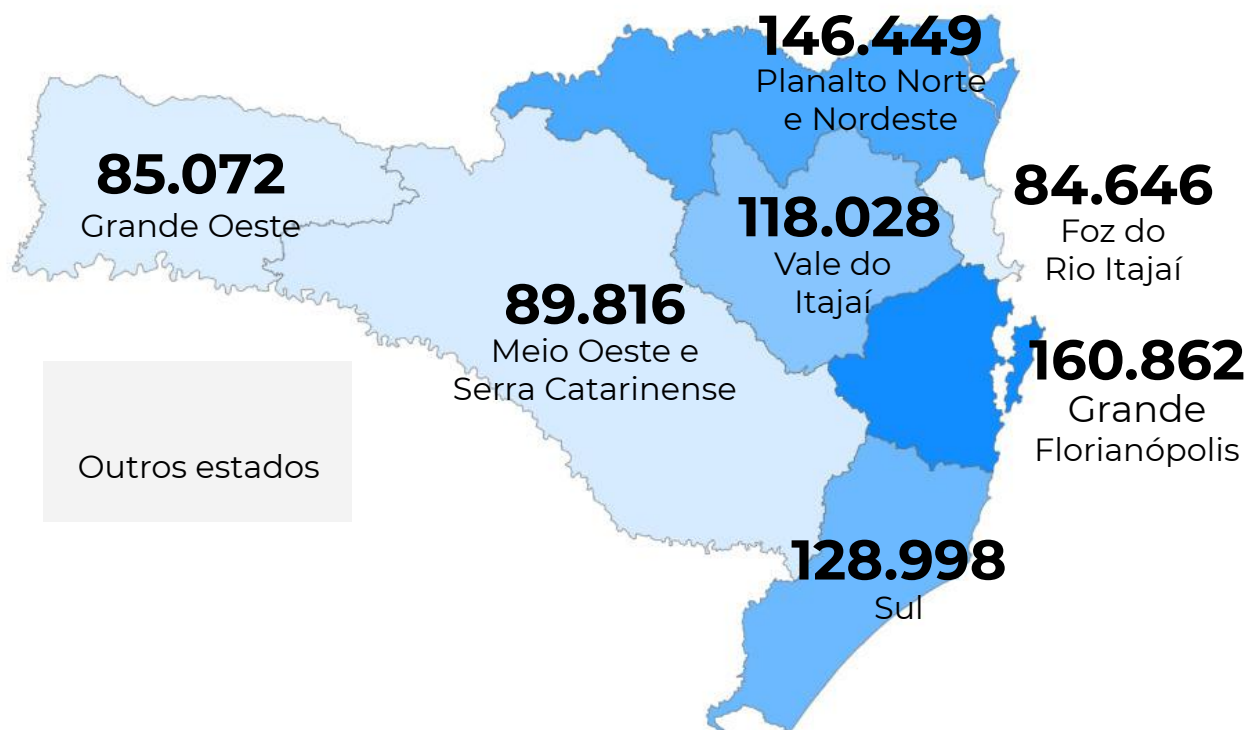 146.449
Planalto Norte
e Nordeste
85.072
Grande Oeste
84.646
Foz do
Rio Itajaí
118.028
Vale do
Itajaí
89.816
Meio Oeste e
Serra Catarinense
160.862
Grande
Florianópolis
Outros estados
128.998
Sul